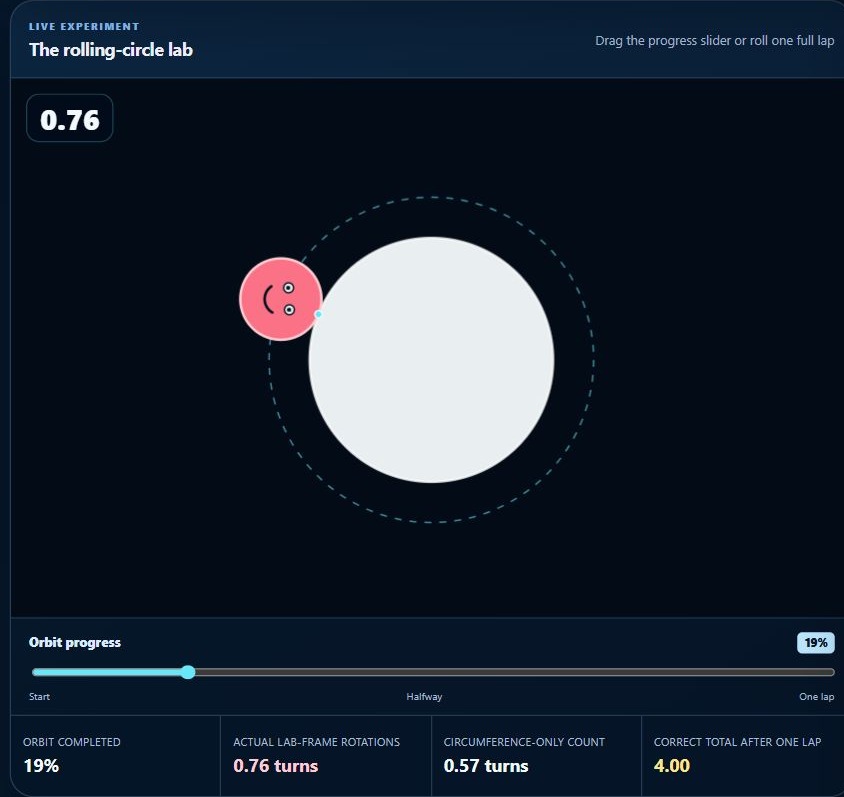 LIVE EXPERIMENT
The rolling-circle lab
Drag the progress slider or roll one full lap
0.76
Orbit progress
19%
Start
Halfway
One lap
ORBIT COMPLETED
19%
ACTUAL LAB-FRAME ROTATIONS
0.76 turns
CIRCUMFERENCE-ONLY COUNT
0.57 turns
CORRECT TOTAL AFTER ONE LAP
4.00